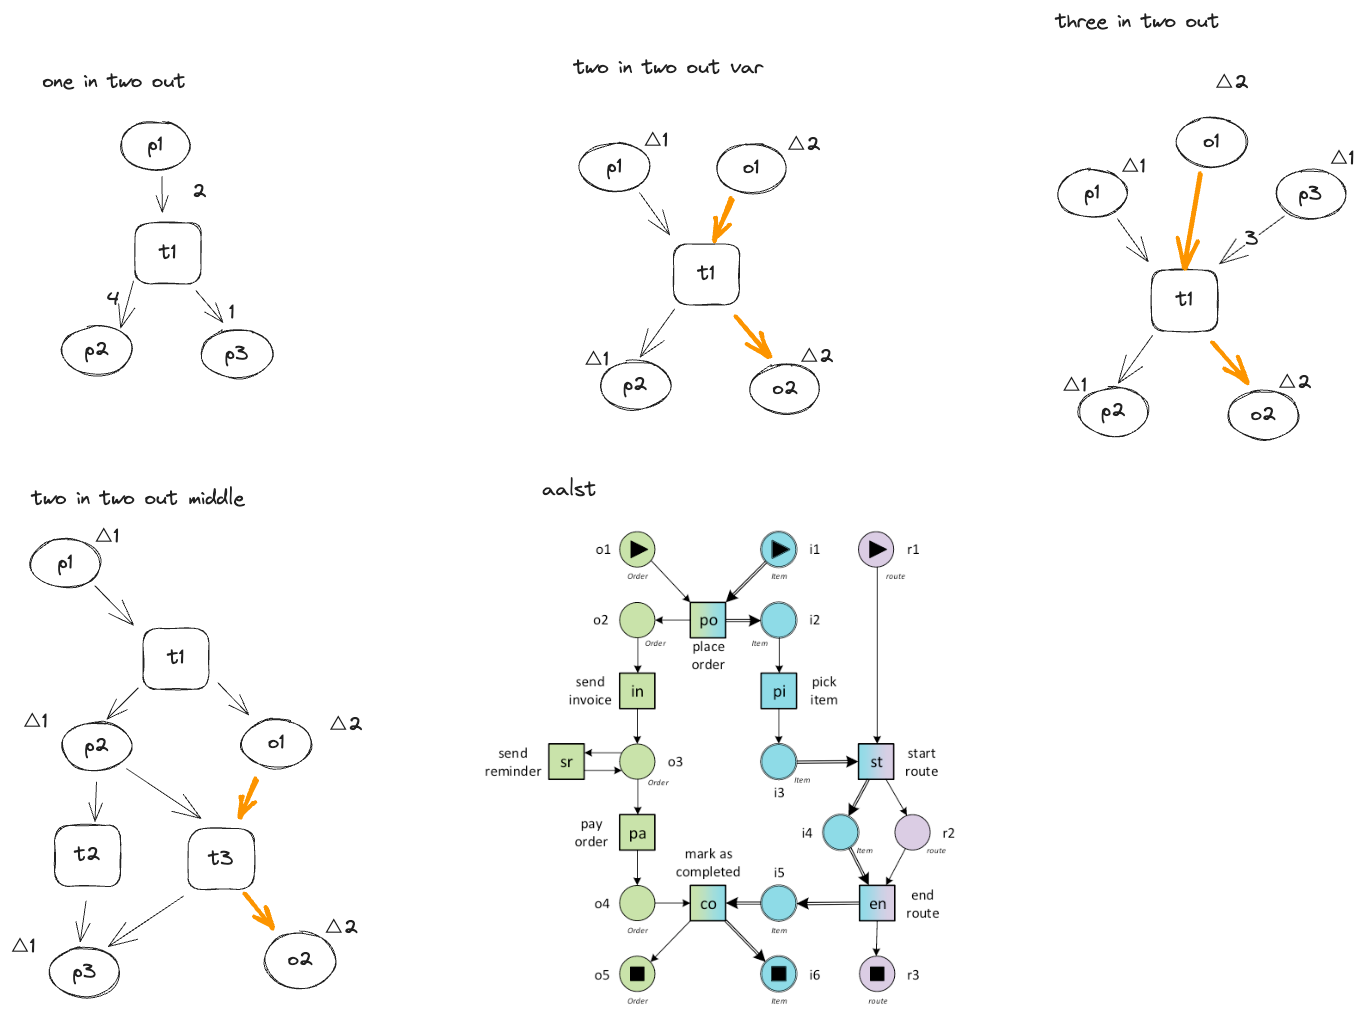 one in two out
p1
2
t1
4
1
p2
p3
two in two out var
p1
△1
o1
△2
t1
△1
p2
△2
o2
three in two out
△2
o1
p1
△1
p3
△1
3
t1
△1
p2
△2
o2
two in two out middle
△1
p1
t1
△1
p2
o1
△2
t2
t3
△1
p3
△2
o2
aalst
o1
Order
i1
Item
r1
route
o2
Order
po
place
order
Item
i2
send
invoice
in
pi
pick
item
send
reminder
sr
o3
Order
i3
Item
st
start
route
pay
order
pa
i4
Item
r2
route
mark as
completed
o4
Order
co
i5
Item
en
end
route
o5
Order
i6
Item
r3
route